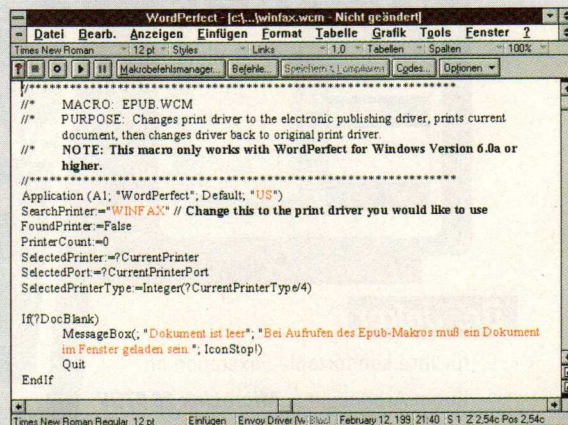 WordPerfect - [c:\...\winfax.wcm - Nicht geändert]
Datei Bearb. Anzeigen Einfügen Format Tabelle Grafik Tools Fenster ?
Times New Roman 12 pt Styles Links 1,0 Tabellen Spalten 100%
? Makrobefehlsmanager... Befehle... Speichern & Kompilieren Codes... Optionen
//************************************************************
//* MACRO: EPUB.WCM
//* PURPOSE: Changes print driver to the electronic publishing driver, prints current
document, then changes driver back to original print driver.
//* NOTE: This macro only works with WordPerfect for Windows Version 6.0a or
higher.
//************************************************************
Application (A1; "WordPerfect"; Default; "US")
SearchPrinter:="WINFAX" // Change this to the print driver you would like to use
FoundPrinter:=False
PrinterCount:=0
SelectedPrinter:=?CurrentPrinter
SelectedPort:=?CurrentPrinterPort
SelectedPrinterType:=Integer(?CurrentPrinterType/4)
If(?DocBlank)
MessageBox(; "Dokument ist leer"; "Bei Aufrufen des Epub-Makros muß ein Dokument
im Fenster geladen sein. "; IconStop!)
Quit
EndIf
Times New Roman Regular 12 pt Einfügen Envoy Driver February 12, 199 21:40 S 1 Z 2,54c Pos 2,54c